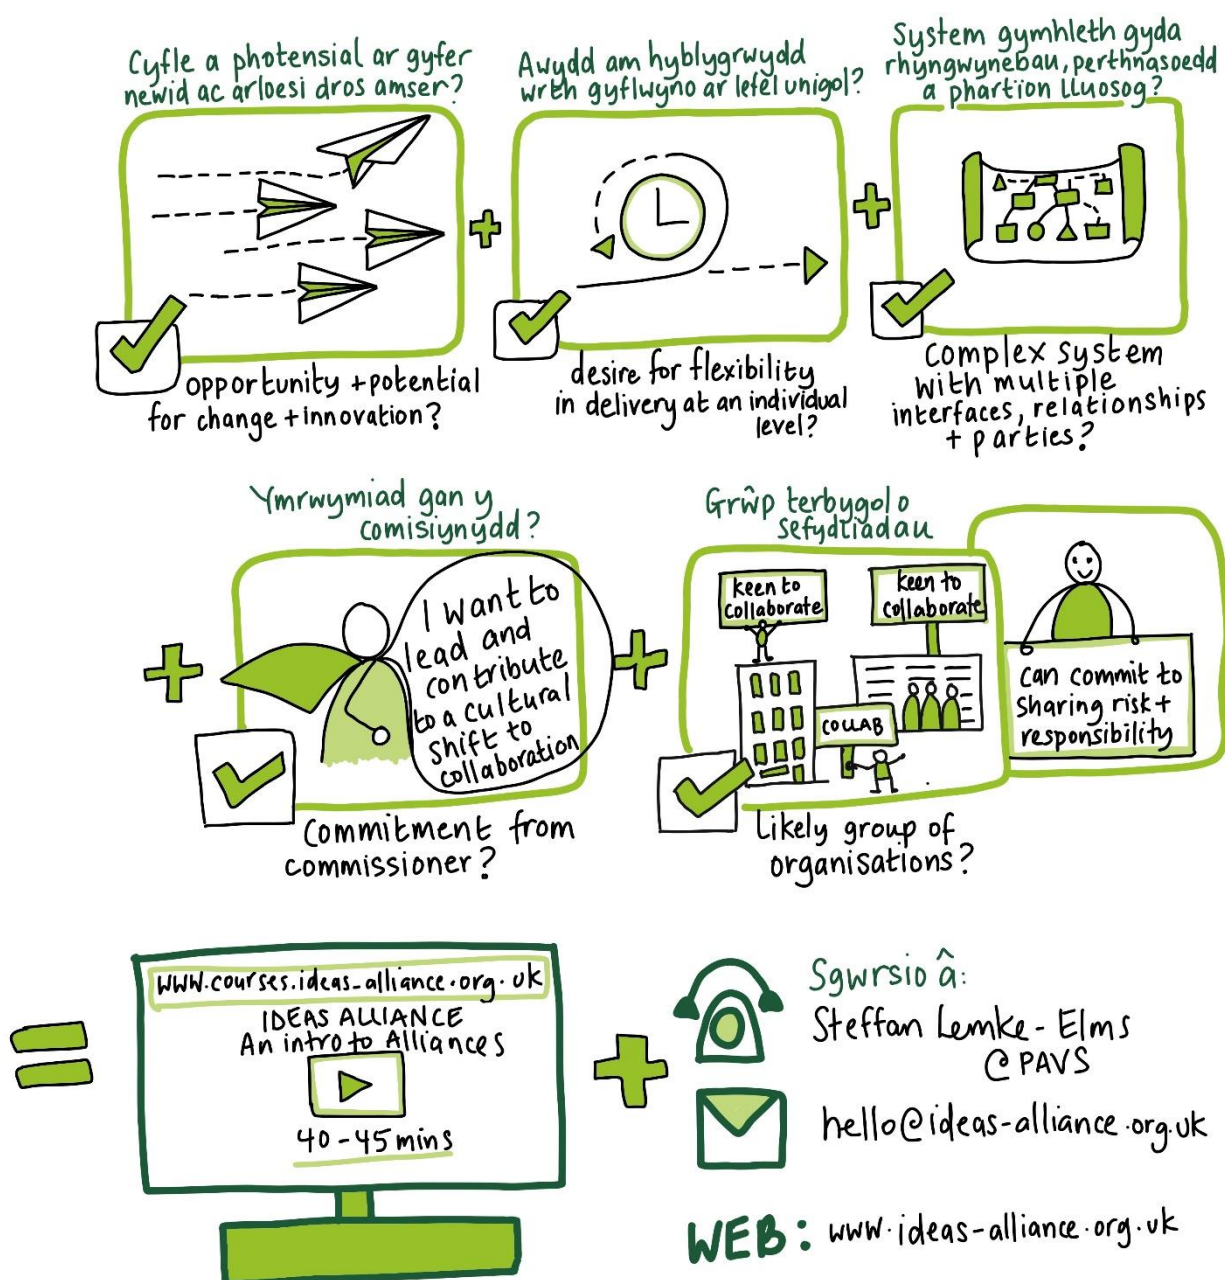 Cyfle a photensial ar gyfer
newid ac arloesi dros amser?
opportunity + potential
for change + innovation?
Awydd am hyblygrwydd
wrth gyflwyno ar lefel unigol?
desire for flexibility
in delivery at an individual
level?
System gymhleth gyda
rhyngwynebau, perthnasoedd
a phartïon lluosog?
Complex system
with multiple
interfaces, relationships
+ parties?
Ymrwymiad gan y
comisiynydd?
I want to
lead and
contribute
to a cultural
shift to
collaboration
Commitment from
commissioner?
Grŵp terbygol o
sefydliadau
keen to
collaborate
keen to
collaborate
COLLAB
can commit to
sharing risk +
responsibility
Likely group of
organisations?
www.courses.ideas-alliance.org.uk
IDEAS ALLIANCE
An intro to Alliances
40-45 mins
Sgwrsio â:
Steffan Lemke-Elms
@PAVS
hello@ideas-alliance.org.uk
WEB: www.ideas-alliance.org.uk